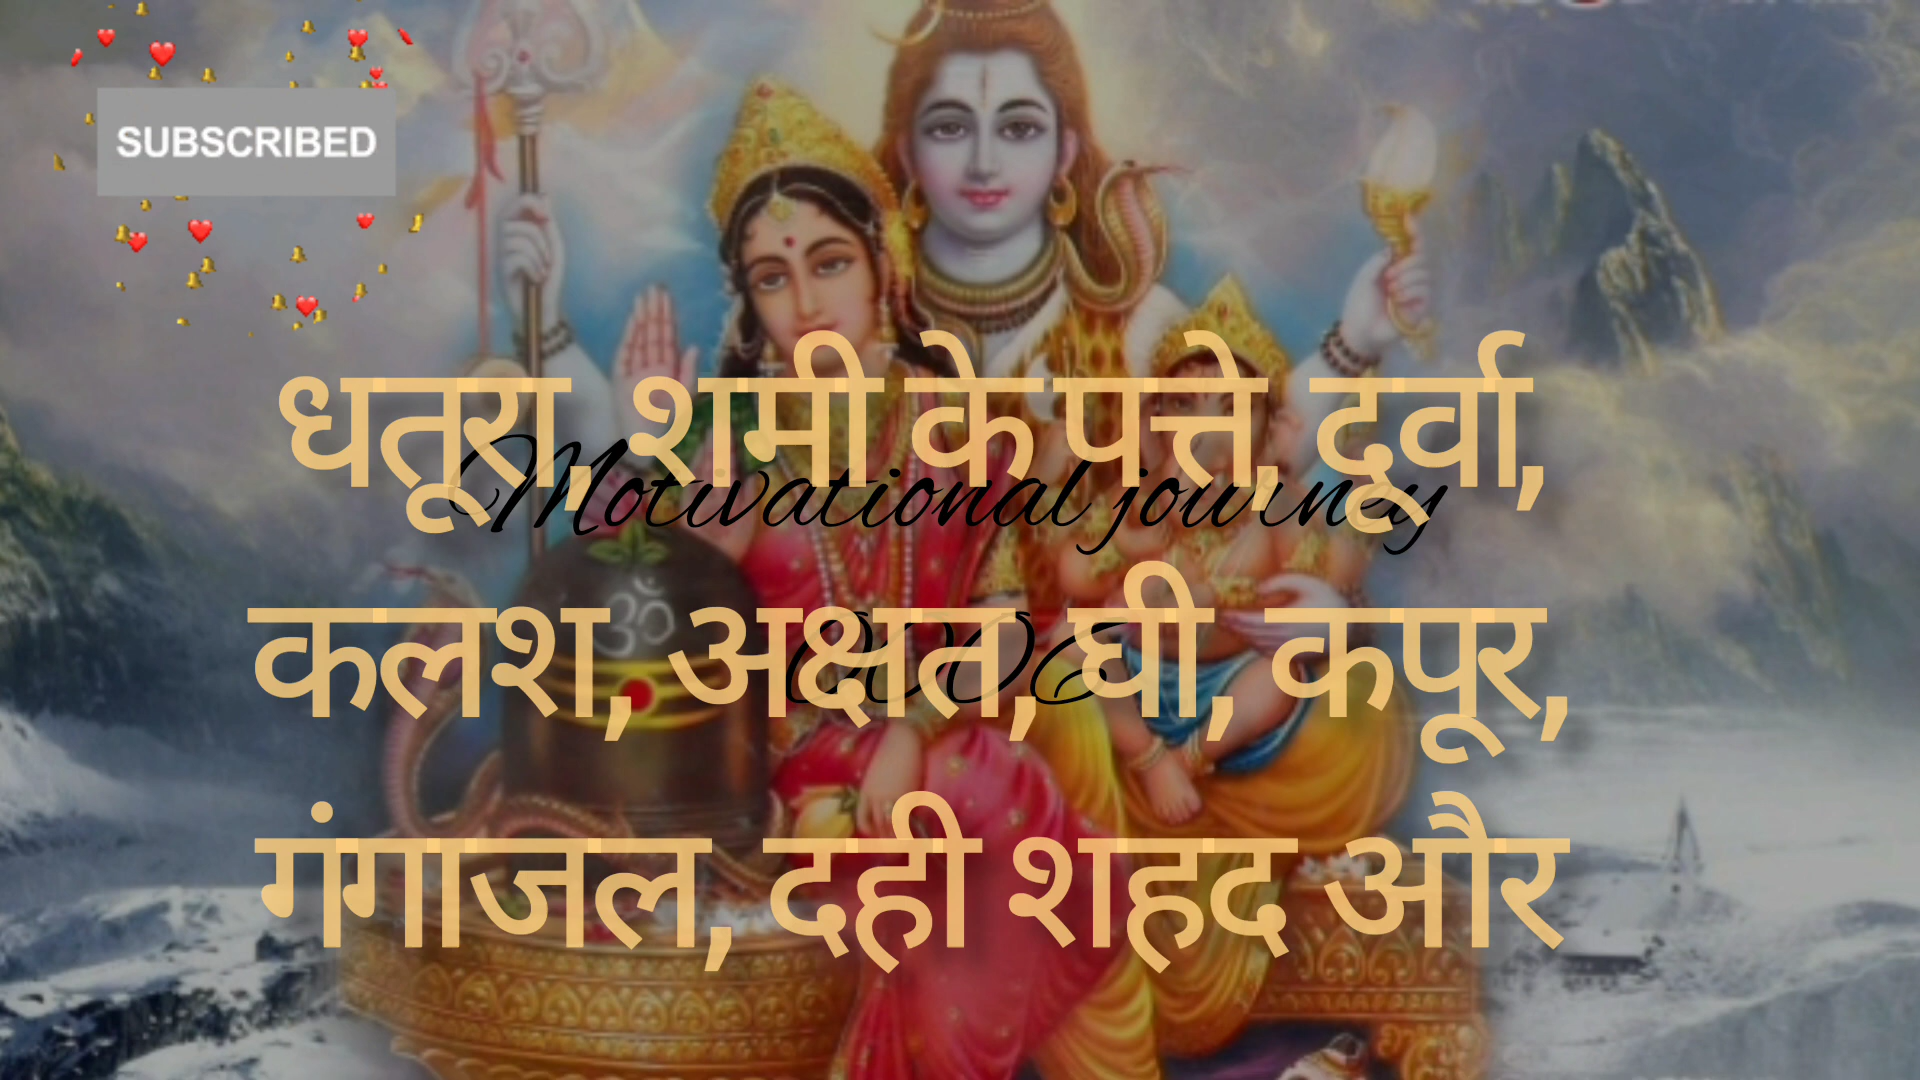 SUBSCRIBED
धतूरा, शमी के पत्ते, दूर्वा,
Motivational journey
कलश, अक्षत, घी, कपूर,
गंगाजल, दही शहद और
ॐ